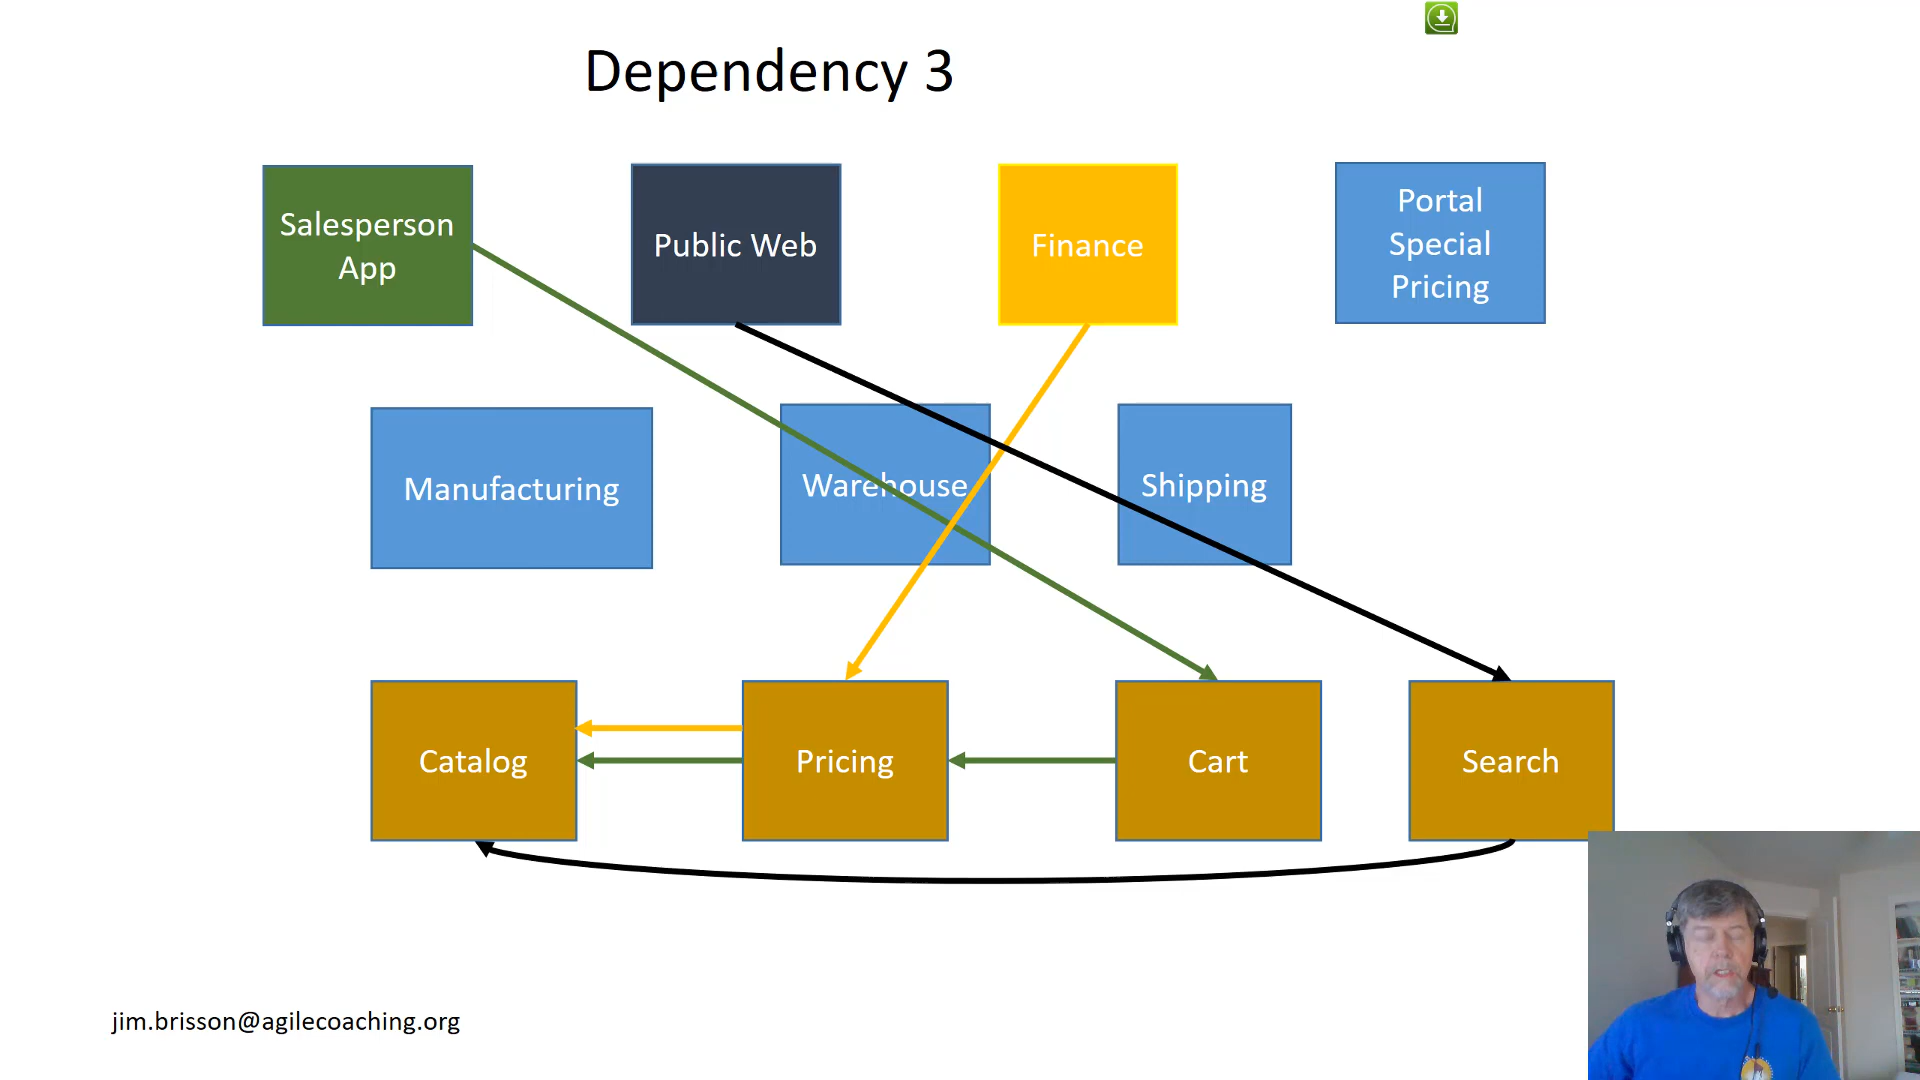 Dependency 3
Salesperson
App
Public Web
Finance
Portal
Special
Pricing
Manufacturing
Warehouse
Shipping
Catalog
Pricing
Cart
Search
jim.brisson@agilecoaching.org